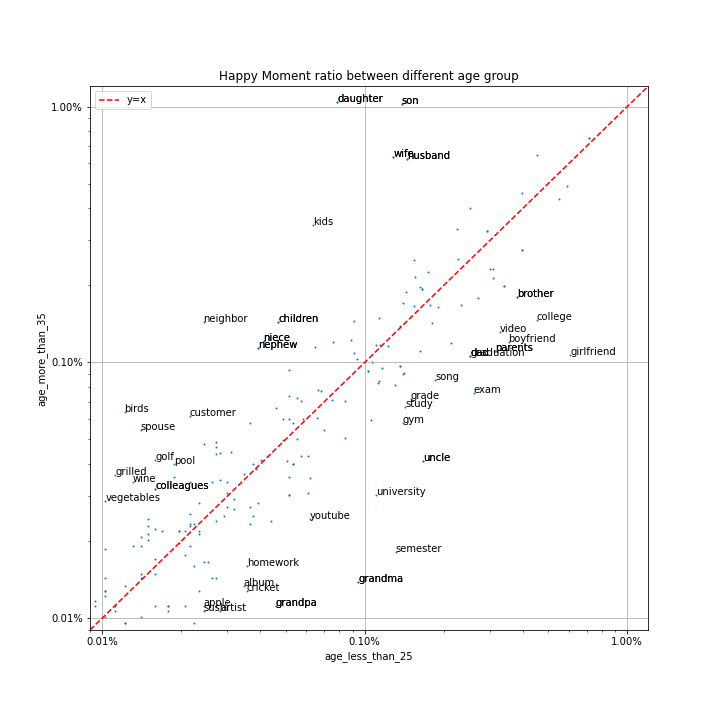 Happy Moment ratio between different age group
y=x
daughter
son
1.00%
wife
husband
kids
brother
neighbor
children
college
video
niece
boyfriend
nephew
parents
girlfriend
0.10%
song
exam
grade
study
birds
customer
gym
spouse
golf
pool
uncle
grilled
wine
colleagues
university
vegetables
youtube
semester
homework
grandma
album
cricket
apple
grandpa
artist
0.01%
0.01%
0.10%
1.00%
age_less_than_25
age_more_than_35